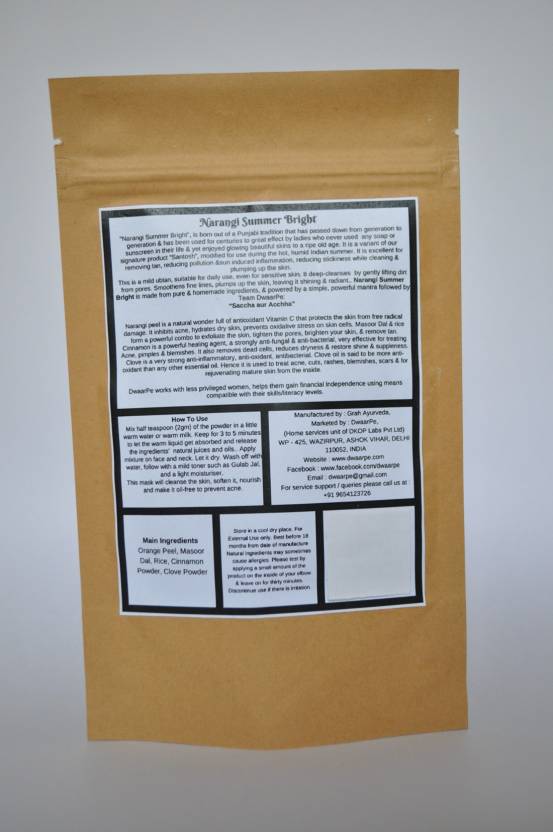 Narangi Summer Bright
"Narangi Summer Bright", is born out of a Punjabi tradition that has passed down from generation to
generation & has been used for centuries to great effect by ladies who never used any soap or
sunscreen in their life & yet enjoyed glowing beautiful skins to a ripe old age. It is a variant of our
signature product "Santosh", modified for use during the hot, humid Indian summer. It is excellent for
removing tan, reducing pollution &sun induced inflammation, reducing stickiness while cleaning &
plumping up the skin.
This is a mild ubtan, suitable for daily use, even for sensitive skin. It deep-cleanses by gently lifting dirt
from pores. Smoothens fine lines, plumps up the skin, leaving it shining & radiant.. Narangi Summer
Bright is made from pure & homemade ingredients, & powered by a simple, powerful mantra followed by
Team DwaarPe:
"Saccha aur Acchha"
Narangi peel is a natural wonder full of antioxidant Vitamin C that protects the skin from free radical
damage. It inhibits acne, hydrates dry skin, prevents oxidative stress on skin cells. Masoor Dal & rice
form a powerful combo to exfoliate the skin, tighten the pores, brighten your skin, & remove tan.
Cinnamon is a powerful healing agent, a strongly anti-fungal & anti-bacterial, very effective for treating
Acne, pimples & blemishes. It also removes dead cells, reduces dryness & restore shine & suppleness.
Clove is a very strong anti-inflammatory, anti-oxidant, antibacterial. Clove oil is said to be more anti-
oxidant than any other essential oil. Hence it is used to treat acne, cuts, rashes, blemishes, scars & for
rejuvenating mature skin from the inside.
DwaarPe works with less privileged women, helps them gain financial Independence using means
compatible with their skills/literacy levels.
How To Use
Mix half teaspoon (2gm) of the powder in a little
warm water or warm milk. Keep for 3 to 5 minutes
to let the warm liquid get absorbed and release
the ingredients' natural juices and oils.. Apply
mixture on face and neck. Let it dry. Wash off with
water, follow with a mild toner such as Gulab Jal,
and a light moisturiser.
This mask will cleanse the skin, soften it, nourish
and make it oil-free to prevent acne.
Manufactured by : Grah Ayurveda,
Marketed by : DwaarPe,
(Home services unit of DKOP Labs Pvt Ltd)
WP - 425, WAZIRPUR, ASHOK VIHAR, DELHI
110052, INDIA
Website : www.dwaarpe.com
Facebook : www.facebook.com/dwaarpe
Email : dwaarpe@gmail.com
For service support / queries please call us at :
+91 9654123726
Main Ingredients
Orange Peel, Masoor
Dal, Rice, Cinnamon
Powder, Clove Powder
Store in a cool dry place. For
External Use only. Best before 18
months from date of manufacture
Natural ingredients may sometimes
cause allergies. Please test by
applying a small amount of the
product on the inside of your elbow
& leave on for thirty minutes.
Discontinue use if there is irritation.